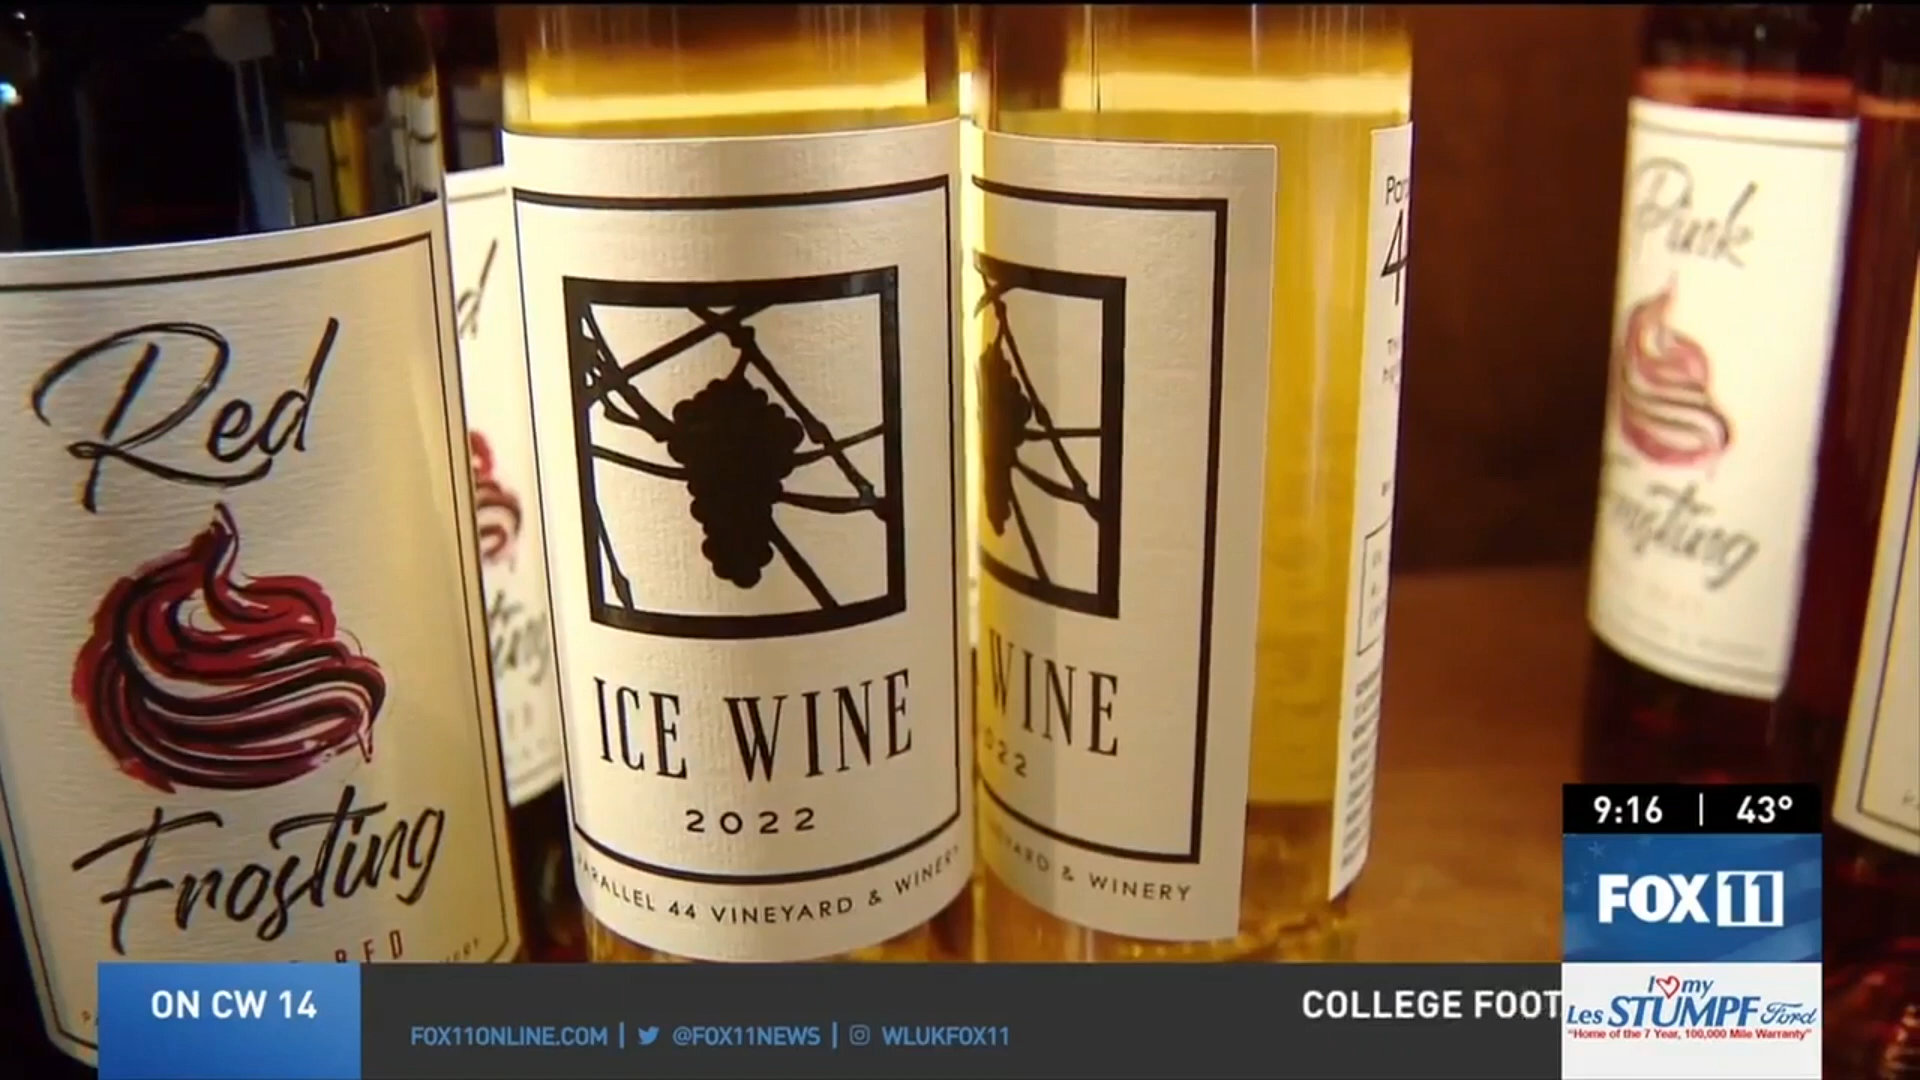 Red
Frosting
RED
ICE WINE
2022
PARALLEL 44 VINEYARD & WINERY
WINE
2022
& WINERY
Pink
Frosting
9:16 | 43°
FOX 11
ON CW 14
COLLEGE FOOT
FOX11ONLINE.COM | @FOX11NEWS | WLUKFOX11
I my
Les STUMPF Ford
"Home of the 7 Year, 100,000 Mile Warranty"